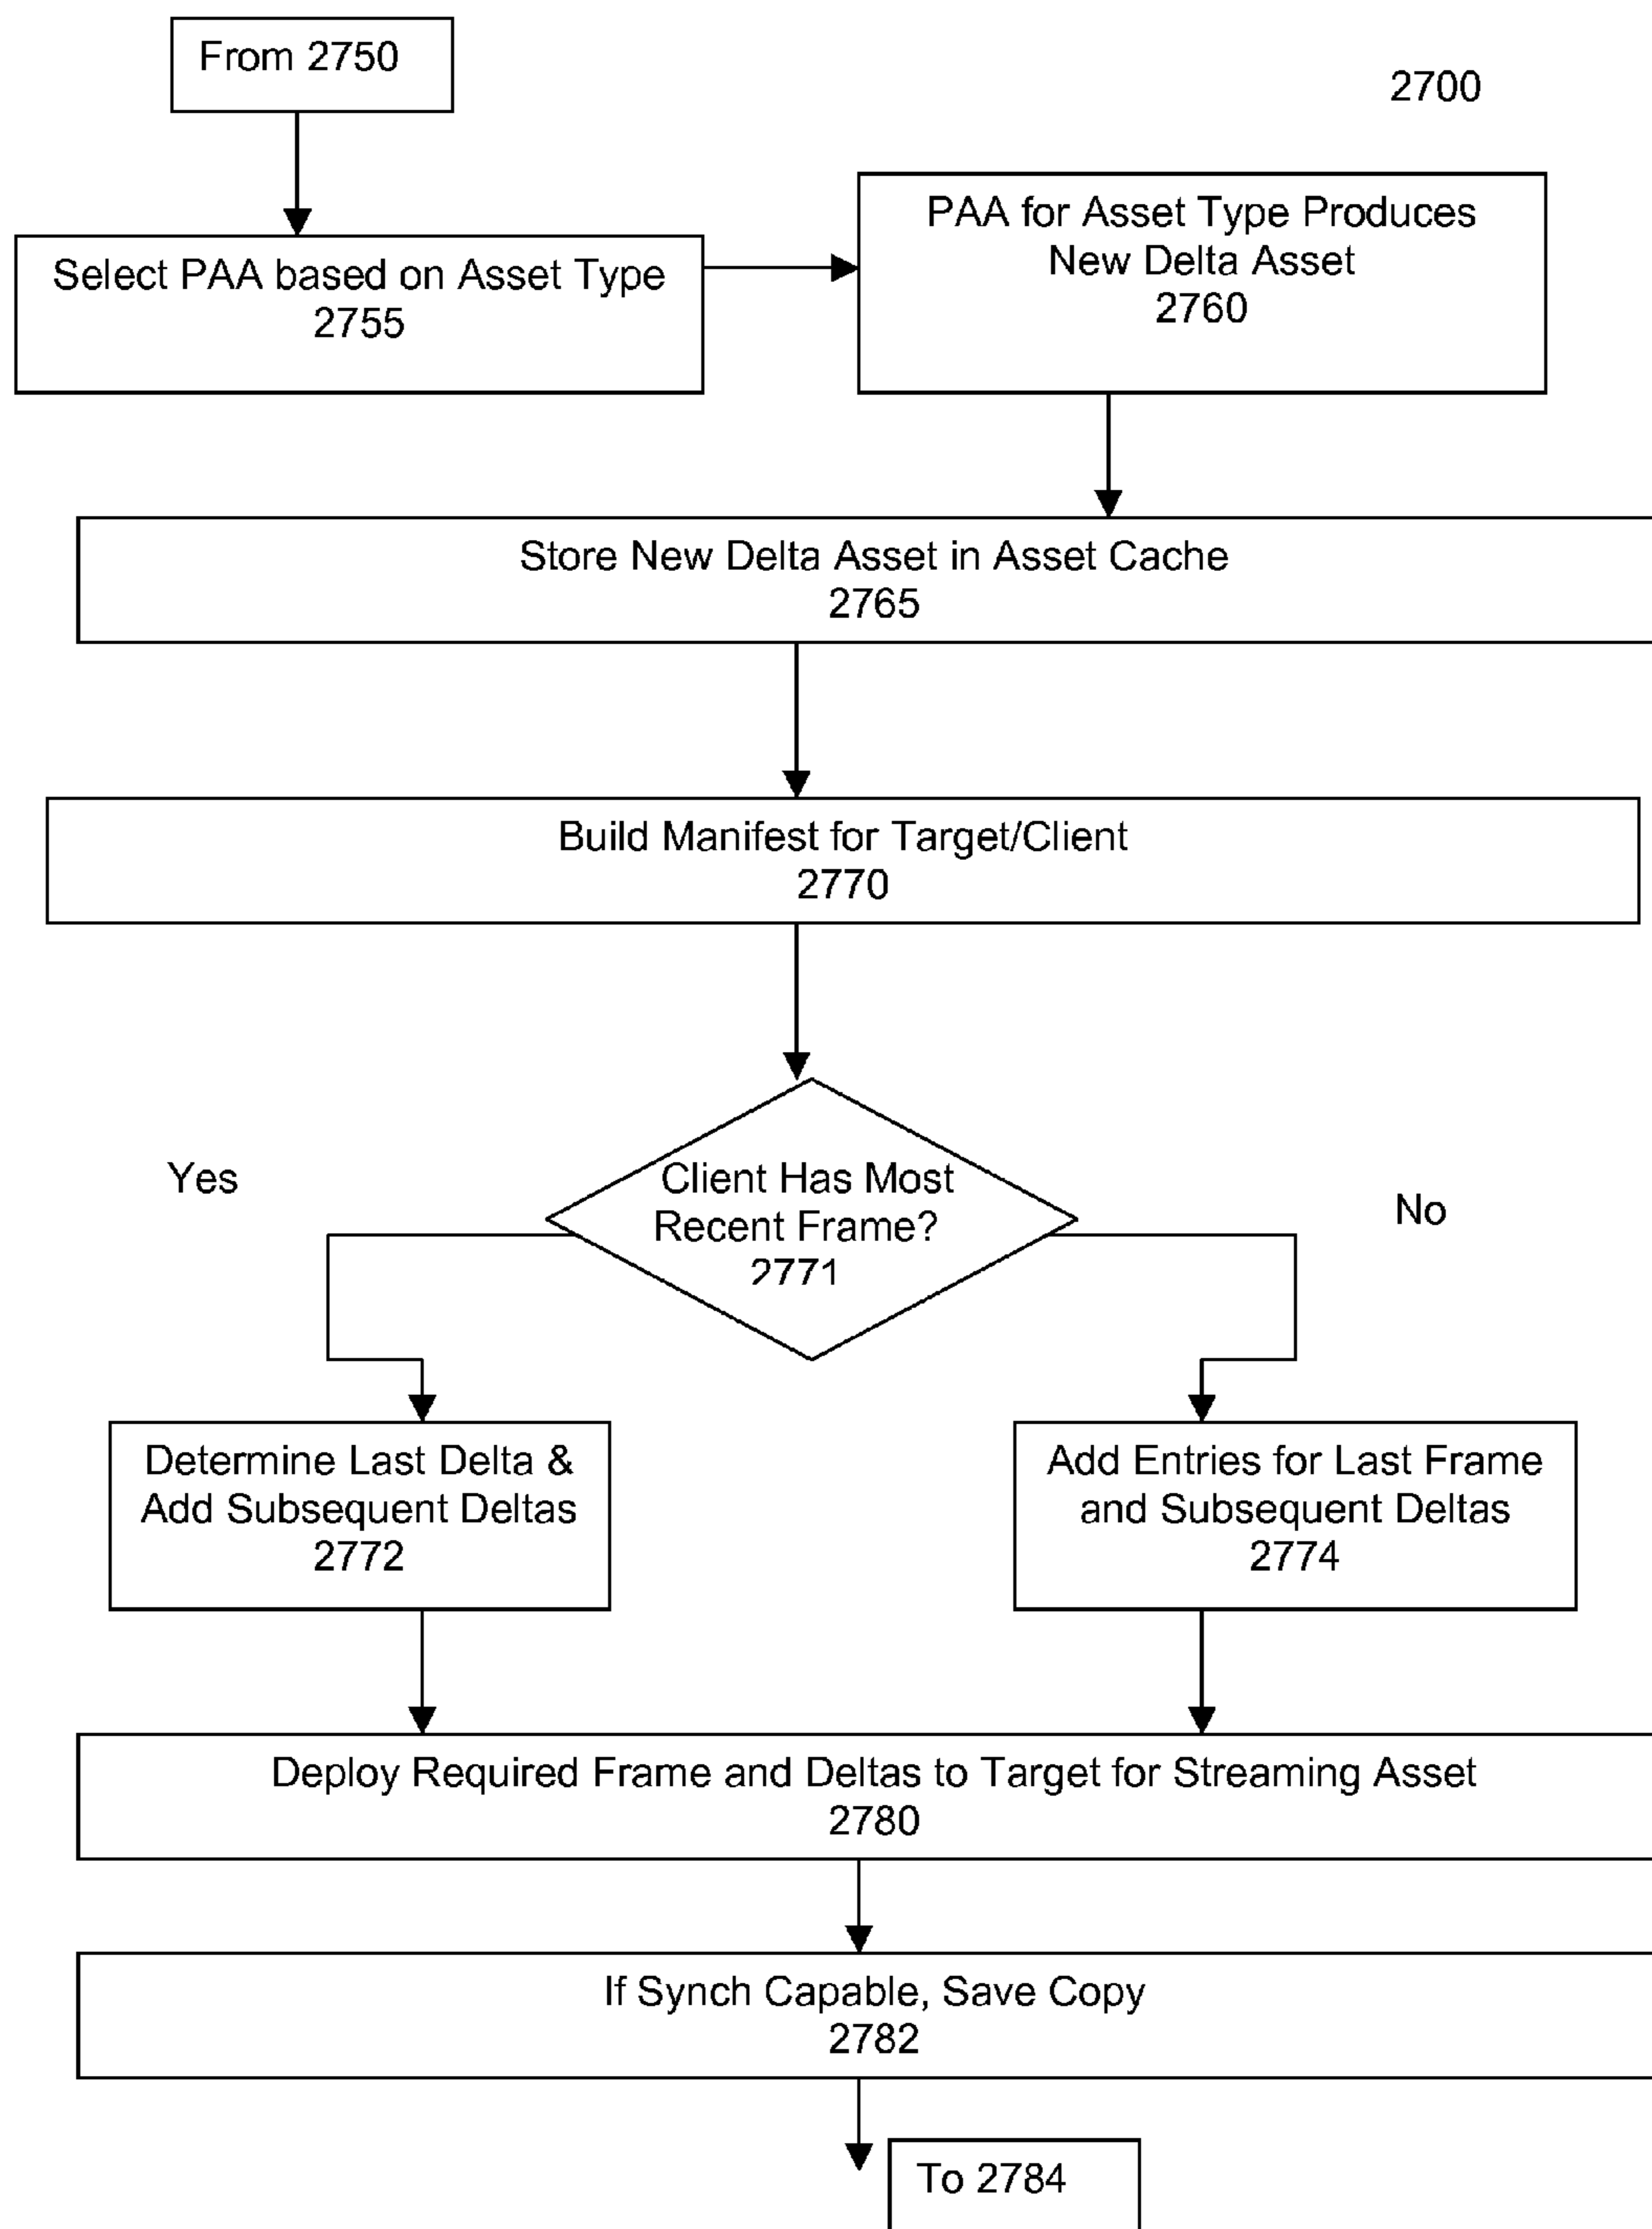 From 2750
2700
Select PAA based on Asset Type
2755
PAA for Asset Type Produces
New Delta Asset
2760
Store New Delta Asset in Asset Cache
2765
Build Manifest for Target/Client
2770
Yes
Client Has Most
Recent Frame?
2771
No
Determine Last Delta &
Add Subsequent Deltas
2772
Add Entries for Last Frame
and Subsequent Deltas
2774
Deploy Required Frame and Deltas to Target for Streaming Asset
2780
If Synch Capable, Save Copy
2782
To 2784